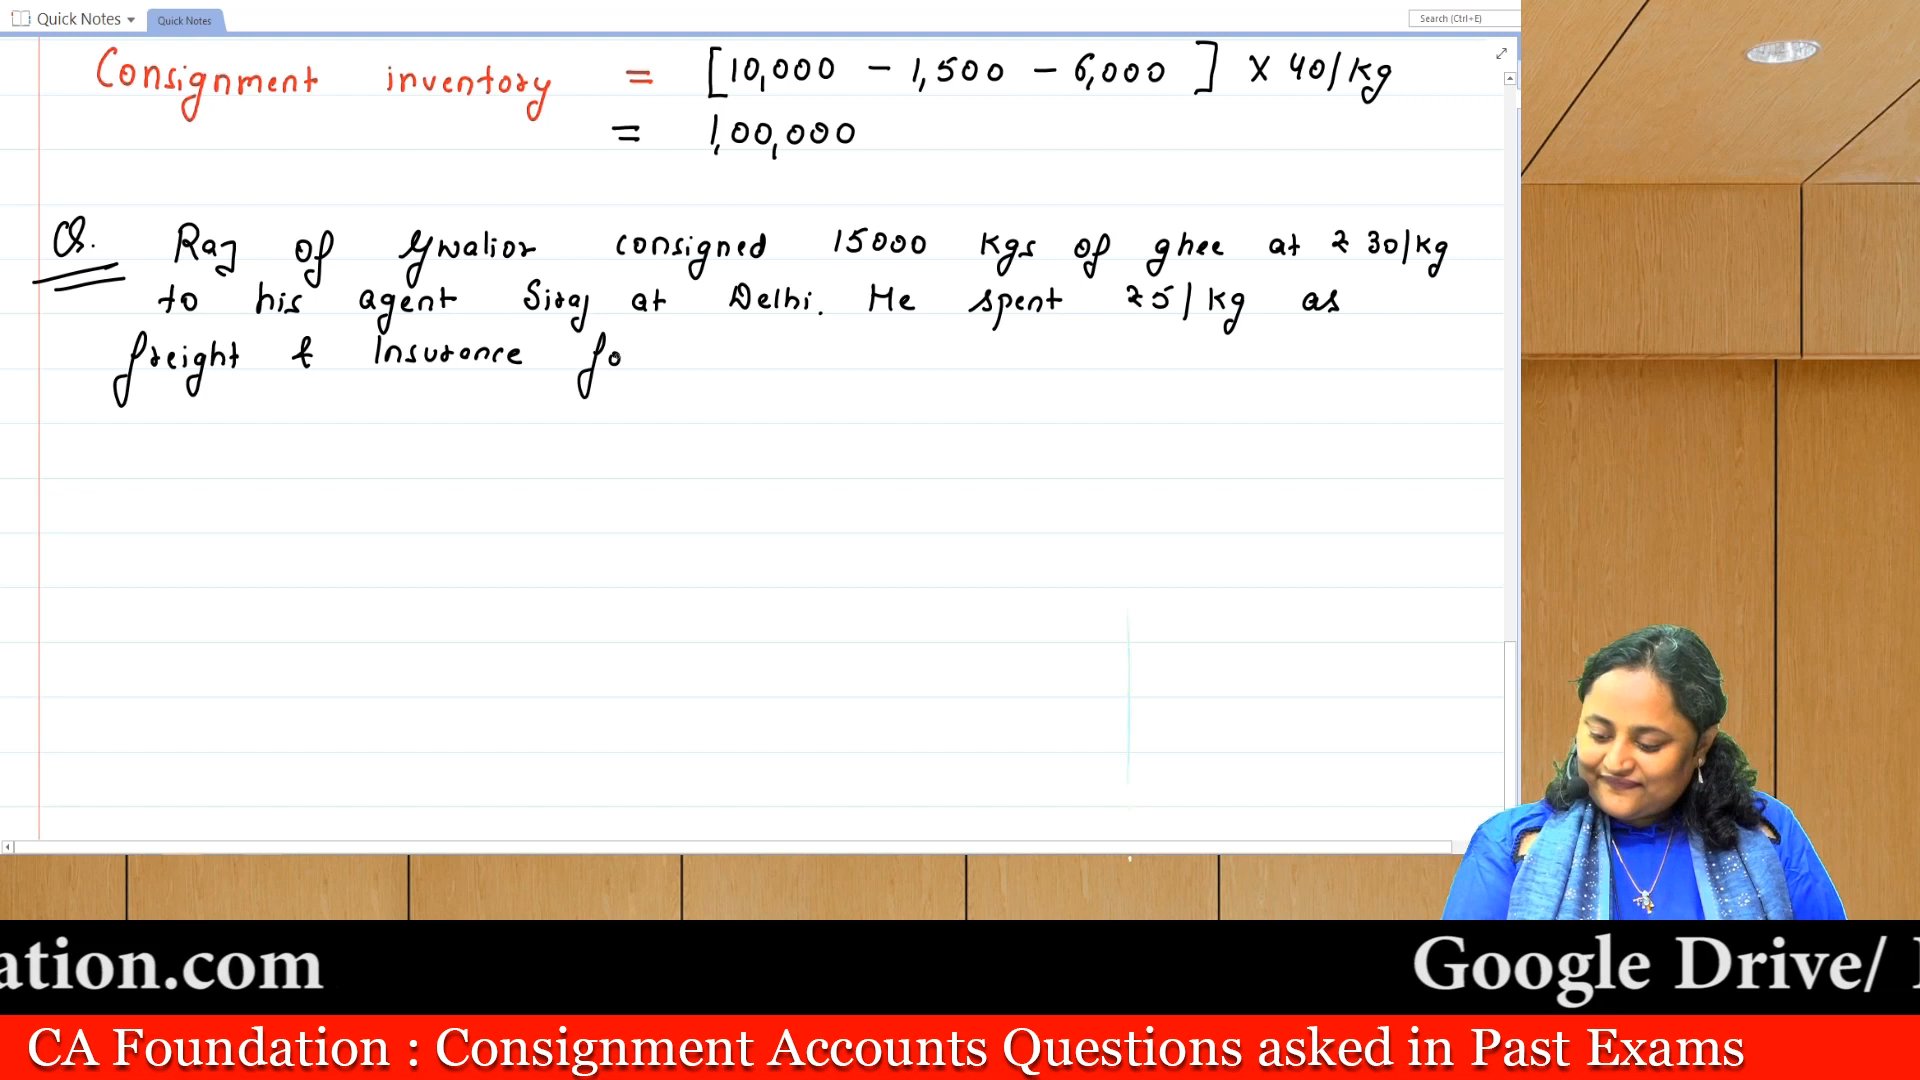 Quick Notes
Quick Notes
Search (Ctrl+E)
Consignment inventory = [10,000 - 1,500 - 6,000] × 40/kg
= 1,00,000
Q. Raj of Gwalior consigned 15000 kgs of ghee at ₹ 30/kg
to his agent Siraj at Delhi. He spent ₹5/kg as
freight & Insurance fo
ation.com
Google Drive/
CA Foundation : Consignment Accounts Questions asked in Past Exams